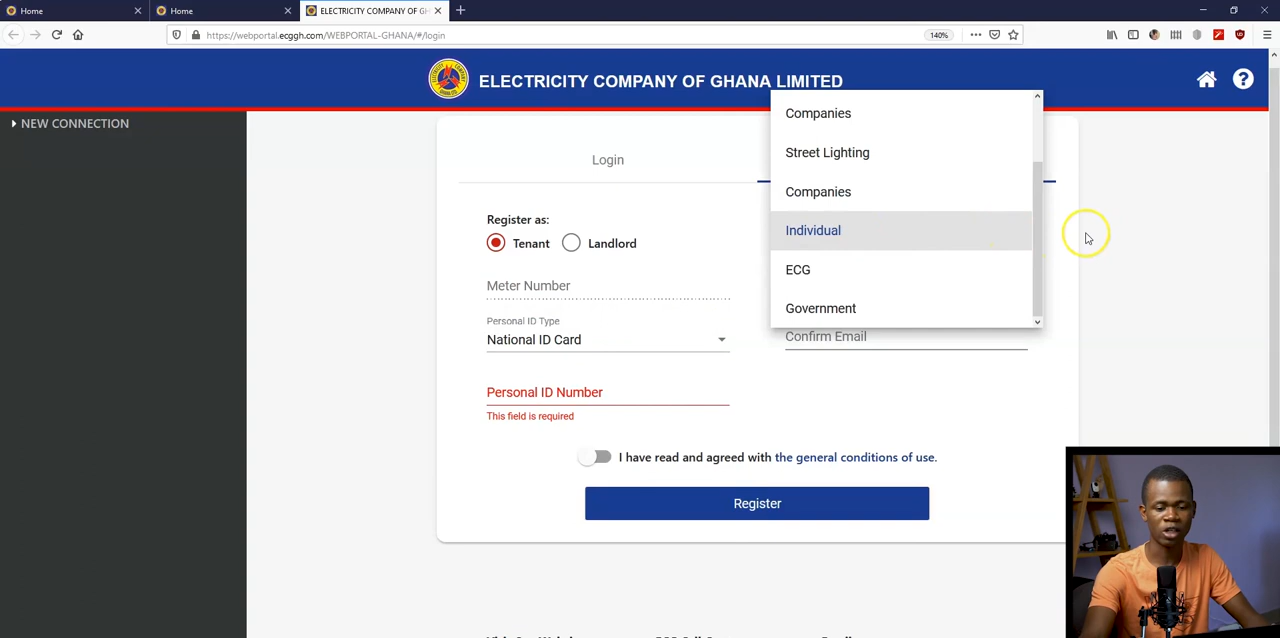 Home
Home
ELECTRICITY COMPANY OF GH
https://webportal.ecggh.com/WEBPORTAL-GHANA/#/login
140%
ELECTRICITY COMPANY OF GHANA LIMITED
NEW CONNECTION
Login
Companies
Street Lighting
Companies
Individual
ECG
Government
Register as:
Tenant
Landlord
Meter Number
Personal ID Type
National ID Card
Confirm Email
Personal ID Number
This field is required
I have read and agreed with the general conditions of use.
Register